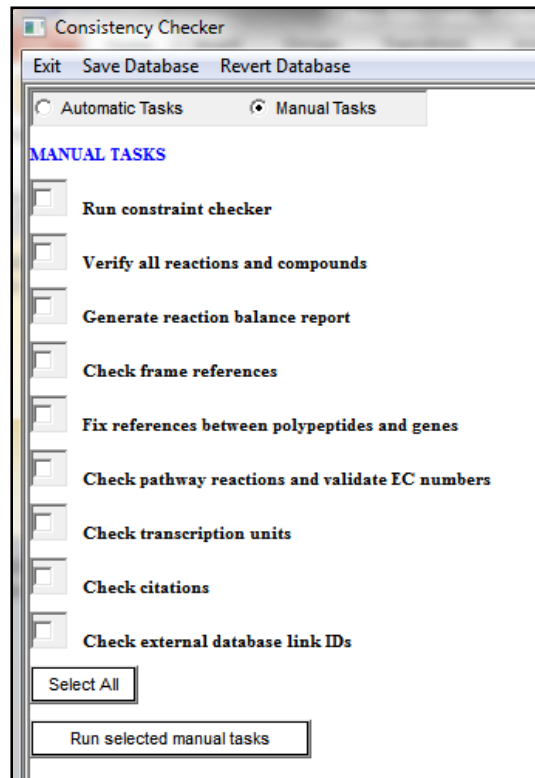 Consistency Checker
Exit Save Database Revert Database
Automatic Tasks Manual Tasks
MANUAL TASKS
Run constraint checker
Verify all reactions and compounds
Generate reaction balance report
Check frame references
Fix references between polypeptides and genes
Check pathway reactions and validate EC numbers
Check transcription units
Check citations
Check external database link IDs
Select All
Run selected manual tasks